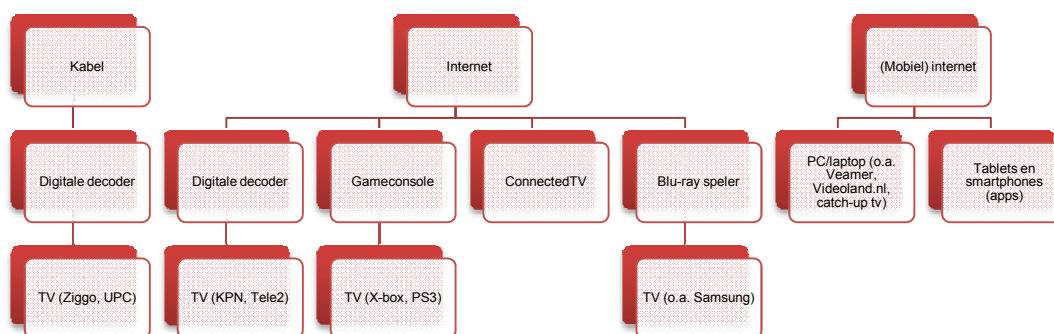 Kabel
Internet
(Mobiel) internet
Digitale decoder
Digitale decoder
Gameconsole
ConnectedTV
Blu-ray speler
PC/laptop (o.a.
Veamer,
Videoland.nl,
catch-up tv)
Tablets en
smartphones
(apps)
TV (Ziggo, UPC)
TV (KPN, Tele2)
TV (X-box, PS3)
TV (o.a. Samsung)